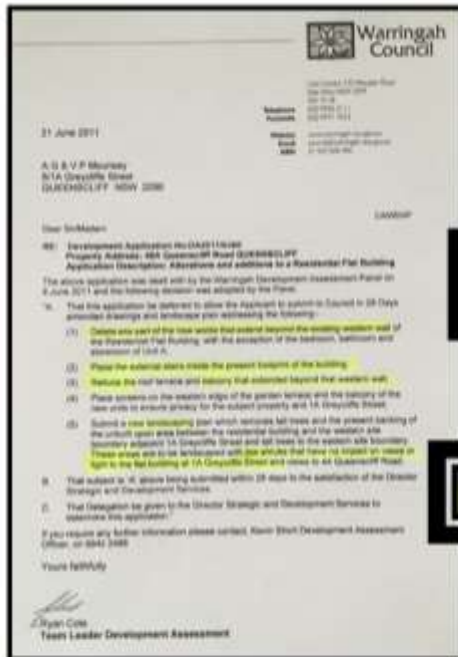 Warringah
Council
Telephone
Facsimile
Website
Email
21 June 2011
Street
QUEENSCLIFF NSW 2096
Dear Sir/Madam
RE: Development Application No:
Property Address: Queenscliff Road QUEENSCLIFF
Application Description: Alterations and additions to a Residential Flat Building
The above application was dealt with by the Warringah Development Assessment Panel on
June 2011 and the following decision was adopted by the Panel:
A. That this application be deferred to allow the Applicant to submit to Council in 28 Days
amended drawings and landscape plan addressing the following:-
(1) Delete any part of the new works that extend beyond the existing western wall of
the Residential Flat Building, with the exception of the bedroom, bathroom and
of Unit
(2) Place the external stairs inside the present footprint of the building.
(3) Reduce the roof terrace and balcony that extended beyond that western wall.
(4) Place screens on the western edge of the garden terrace and the balcony of the
new units to ensure privacy for the subject property and 1A Greycliffe Street.
(5) Submit a new landscaping plan which removes tall trees and the present banking of
the unbuilt upon area between the residential building and the western site
boundary adjacent 1A Greycliffe Street and tall trees to the eastern site boundary.
These areas are to be landscaped with low shrubs that have no impact on views or
light to the flat building at 1A Greycliffe Street and views to Queenscliff Road.
B. That subject to 'A' above being submitted within 28 days to the satisfaction of the Director
Strategic and Development Services.
C. That Delegation be given to the Director Strategic and Development Services to
determine this application.
If you require any further information please contact, Kevin Short Development Assessment
Officer, on 9942
Yours faithfully
Ryan Cole
Team Leader Development Assessment